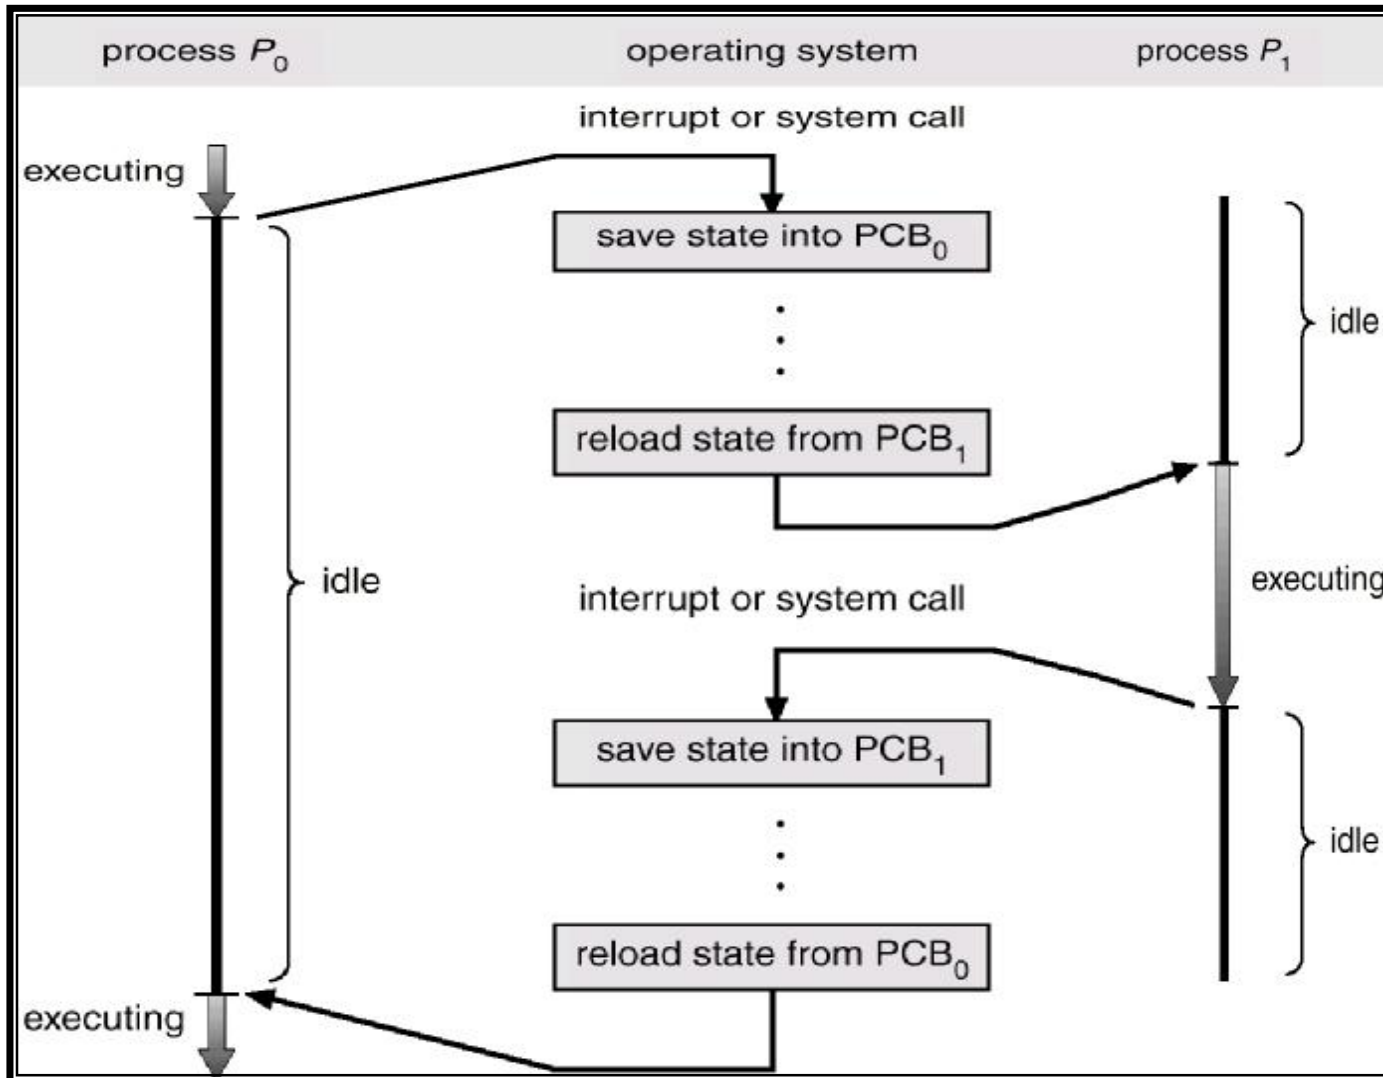 process P0
operating system
process P1
interrupt or system call
executing
save state into PCB0
idle
reload state from PCB1
idle
interrupt or system call
executing
save state into PCB1
idle
reload state from PCB0
executing